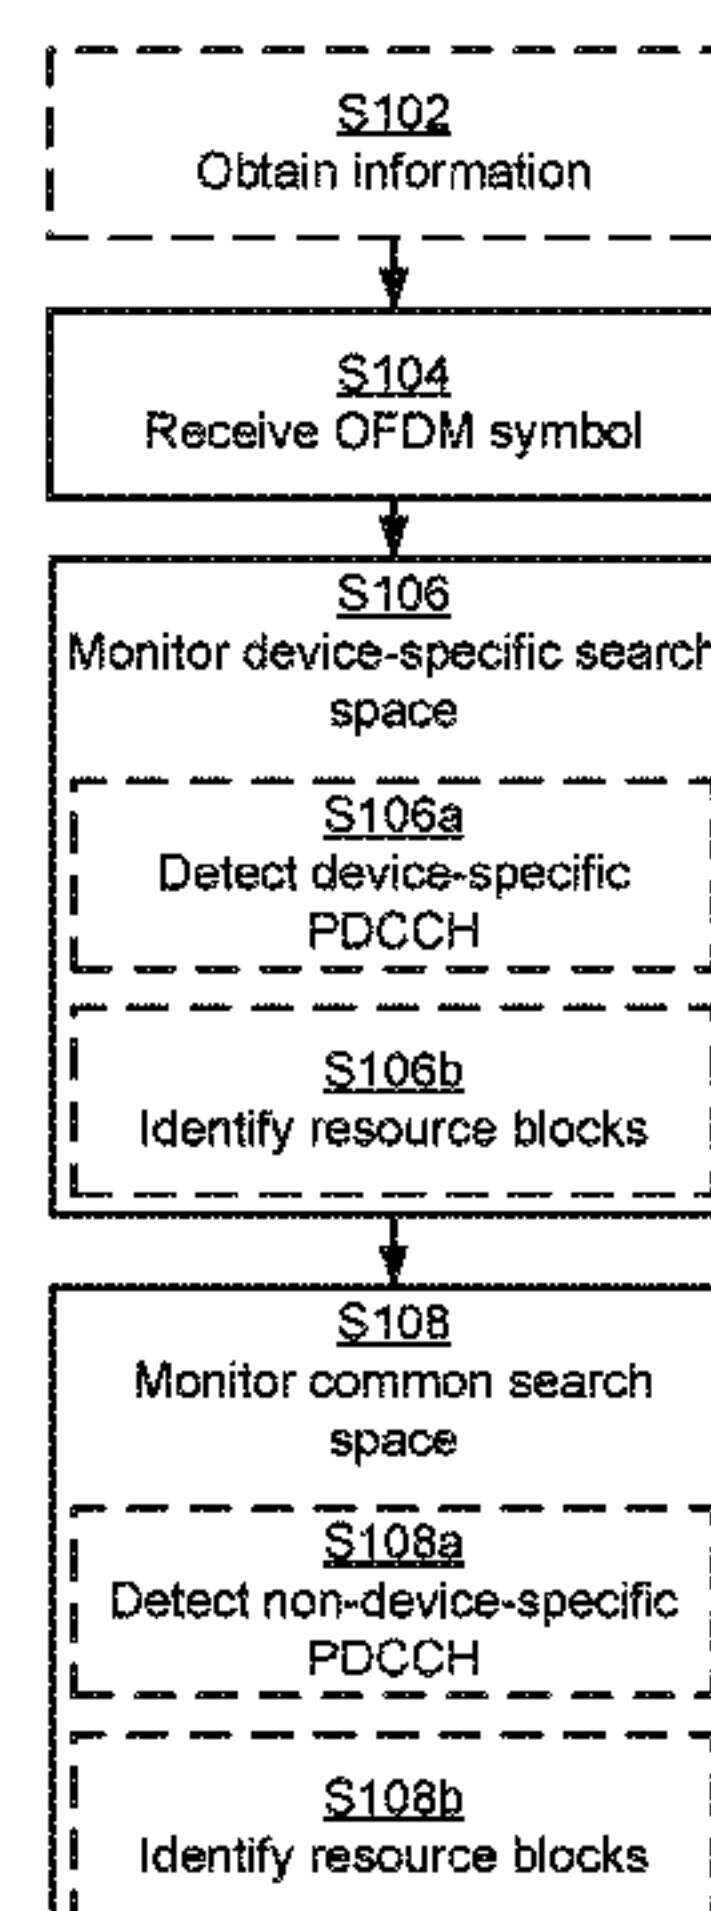 S102
Obtain information
S104
Receive OFDM symbol
S106
Monitor device-specific search
space
S106a
Detect device-specific
PDCCH
S106b
Identify resource blocks
S108
Monitor common search
space
S108a
Detect non-device-specific
PDCCH
S108b
Identify resource blocks